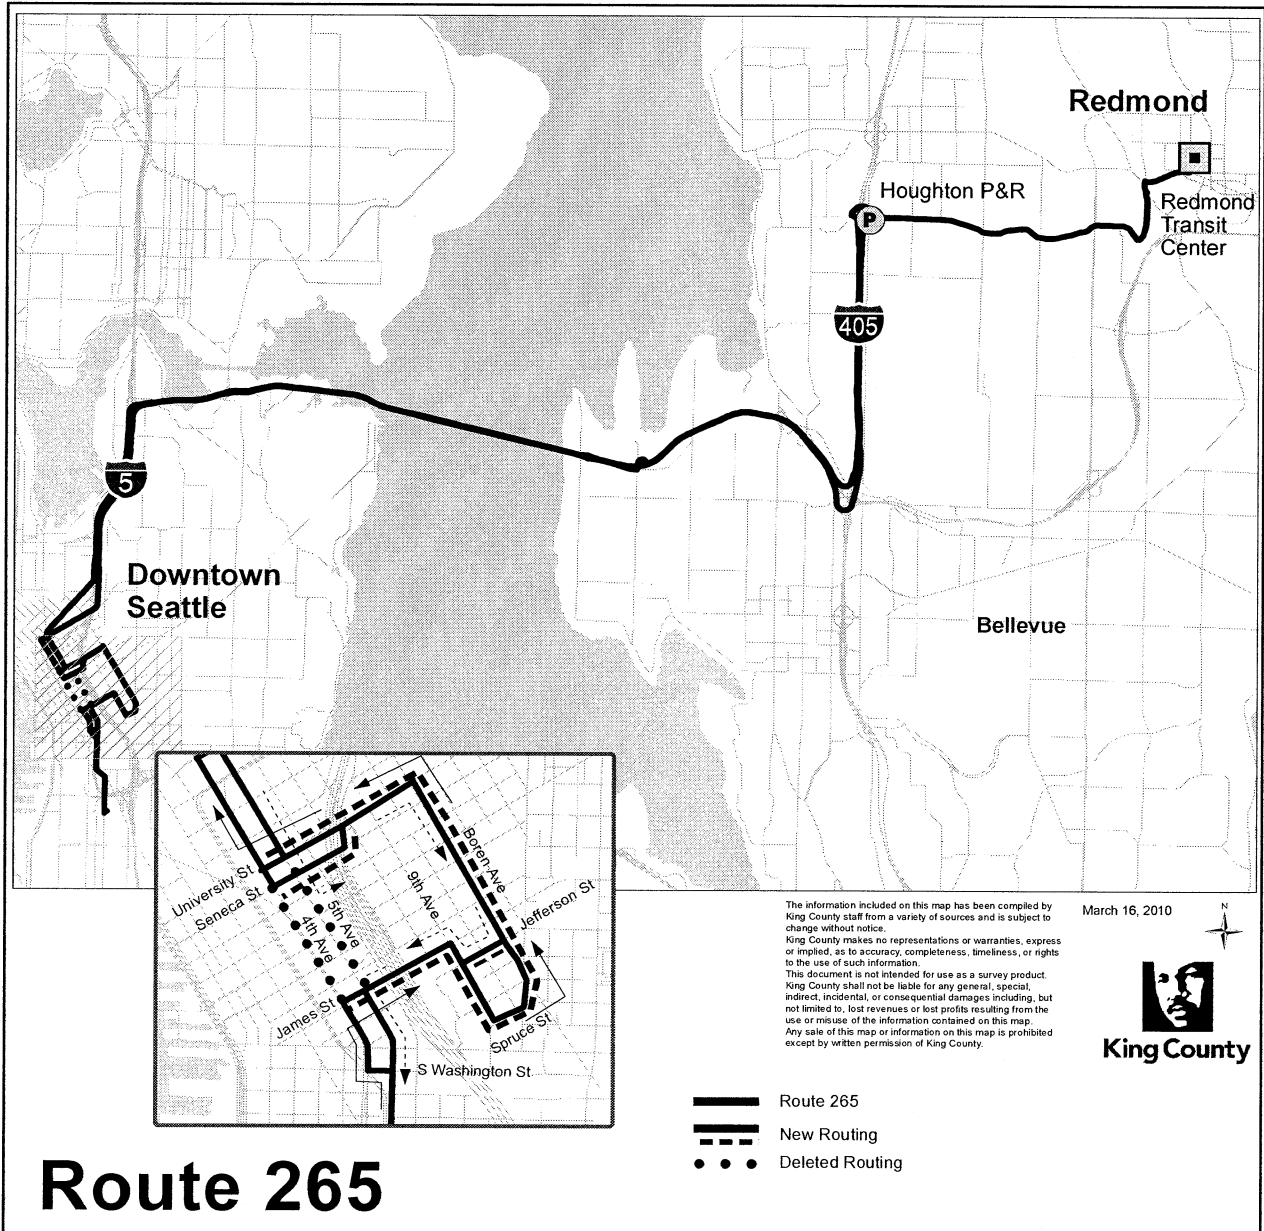 Redmond
Houghton P&R
P
Redmond
Transit
Center
405
5
Downtown
Seattle
Bellevue
University St
Seneca St
4th Ave
5th Ave
9th Ave
Boren Ave
Jefferson St
James St
Spruce St
S Washington St
The information included on this map has been compiled by
King County staff from a variety of sources and is subject to
change without notice.
King County makes no representations or warranties, express
or implied, as to accuracy, completeness, timeliness, or rights
to the use of such information.
This document is not intended for use as a survey product.
King County shall not be liable for any general, special,
indirect, incidental, or consequential damages including, but
not limited to, lost revenues or lost profits resulting from the
use or misuse of the information contained on this map.
Any sale of this map or information on this map is prohibited
except by written permission of King County.
March 16, 2010
N
King County
Route 265
New Routing
Deleted Routing
Route 265